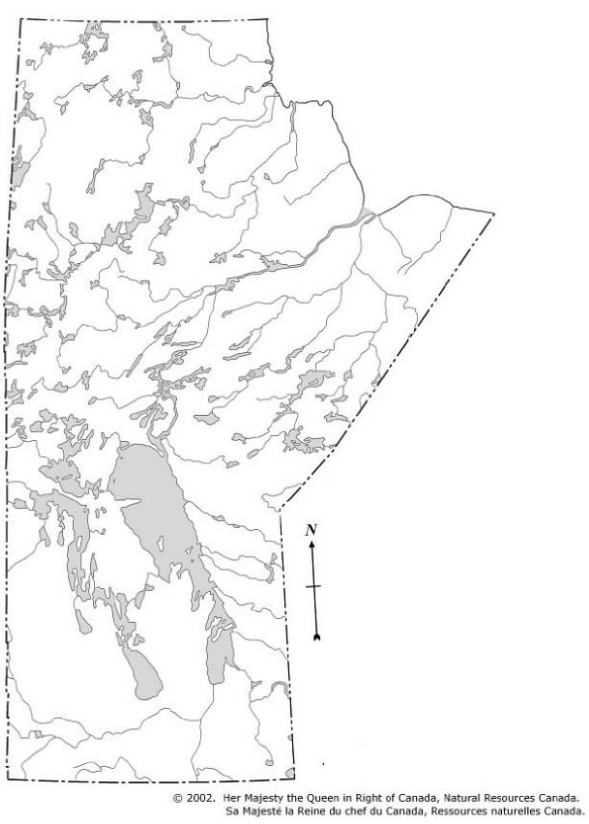 N
© 2002. Her Majesty the Queen in Right of Canada, Natural Resources Canada.
Sa Majesté la Reine du chef du Canada, Ressources naturelles Canada.